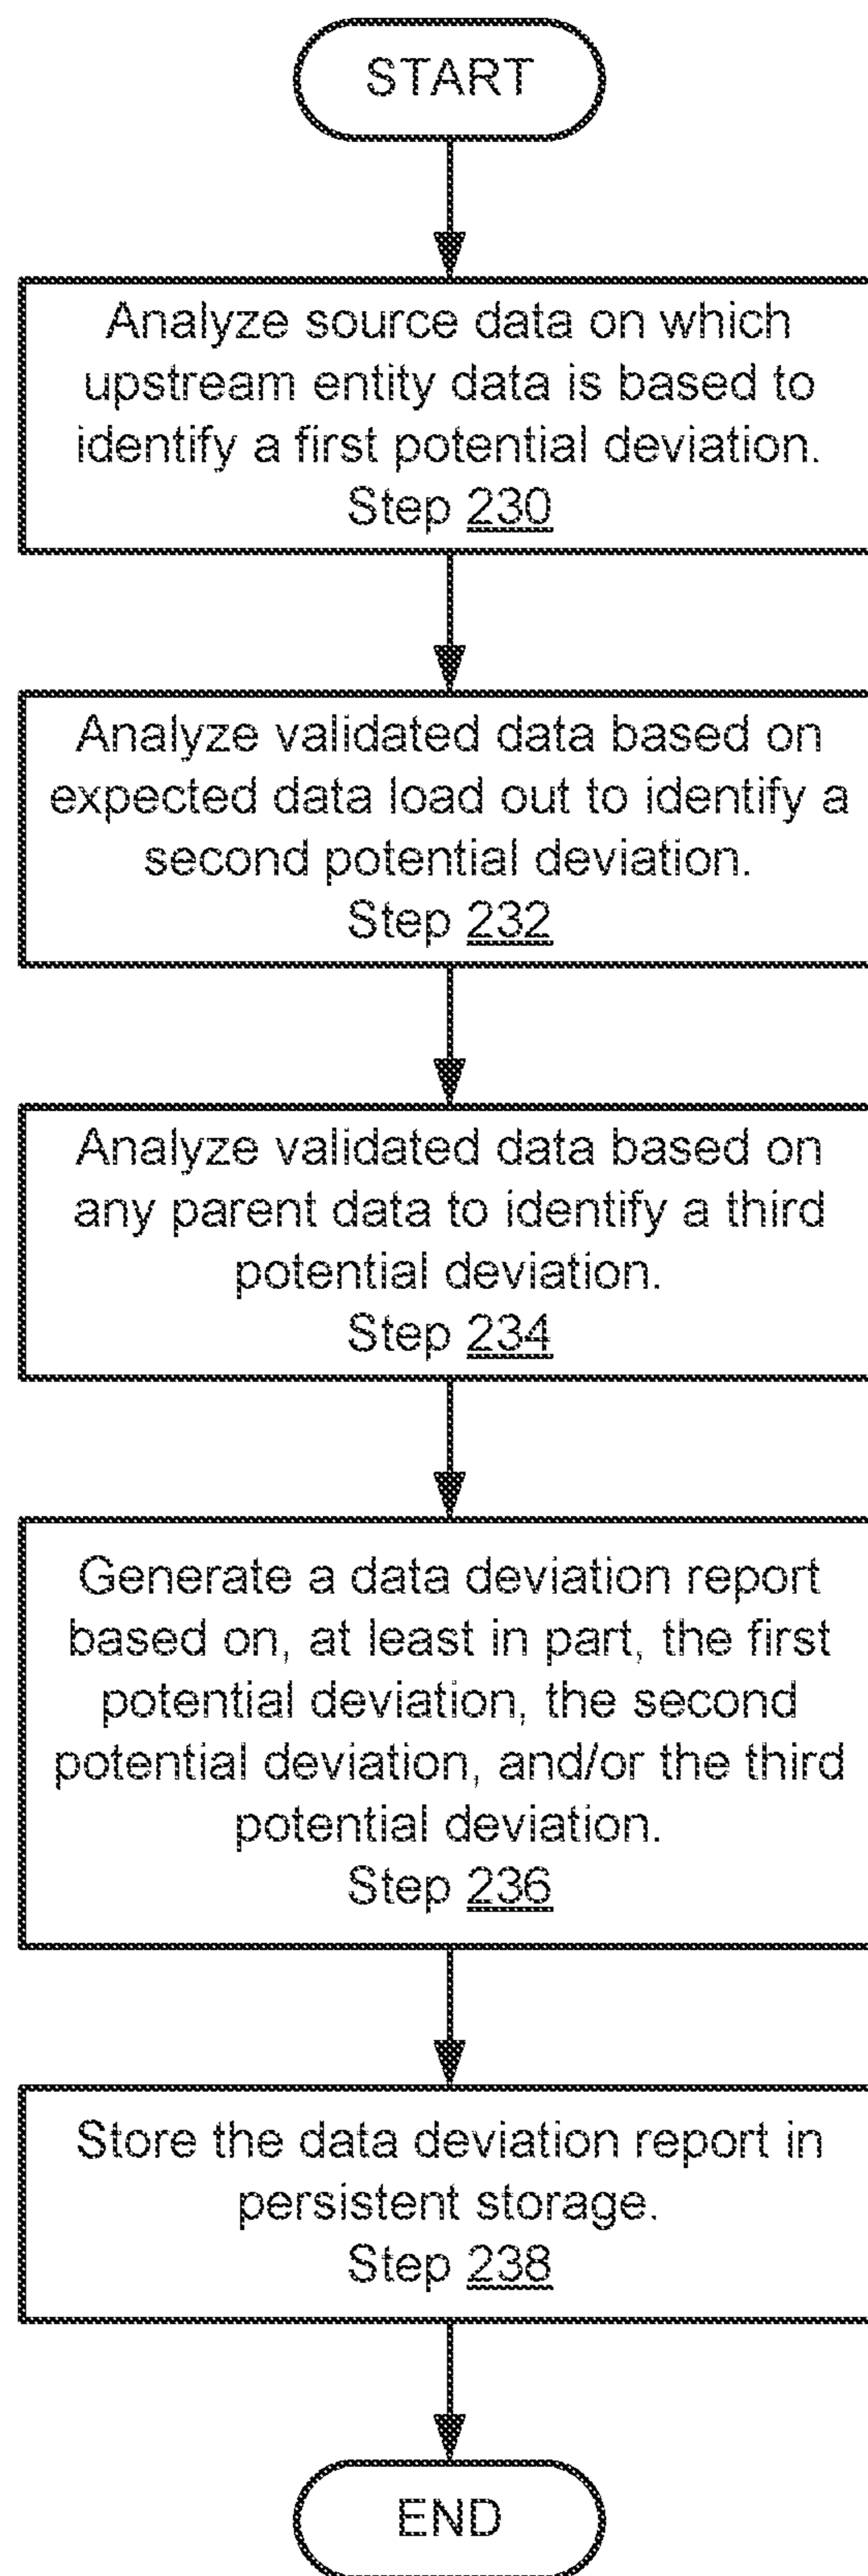 START
Analyze source data on which
upstream entity data is based to
identify a first potential deviation.
Step 230
Analyze validated data based on
expected data load out to identify a
second potential deviation.
Step 232
Analyze validated data based on
any parent data to identify a third
potential deviation.
Step 234
Generate a data deviation report
based on, at least in part, the first
potential deviation, the second
potential deviation, and/or the third
potential deviation.
Step 236
Store the data deviation report in
persistent storage.
Step 238
END